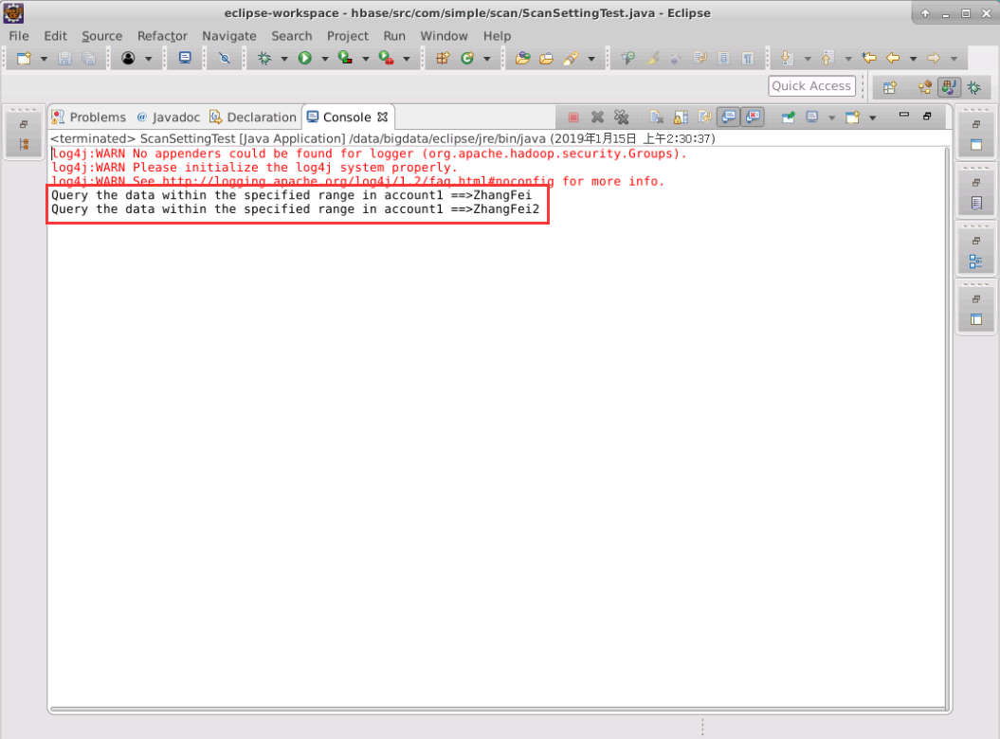 eclipse-workspace - hbase/src/com/simple/scan/ScanSettingTest.java - Eclipse
File Edit Source Refactor Navigate Search Project Run Window Help
Quick Access
Problems @ Javadoc Declaration Console
<terminated> ScanSettingTest [Java Application] /data/bigdata/eclipse/jre/bin/java (2019年1月15日 上午2:30:37)
log4j:WARN No appenders could be found for logger (org.apache.hadoop.security.Groups).
log4j:WARN Please initialize the log4j system properly.
log4j:WARN See http://logging.apache.org/log4j/1.2/faq.html#noconfig for more info.
Query the data within the specified range in account1 ==>ZhangFei
Query the data within the specified range in account1 ==>ZhangFei2